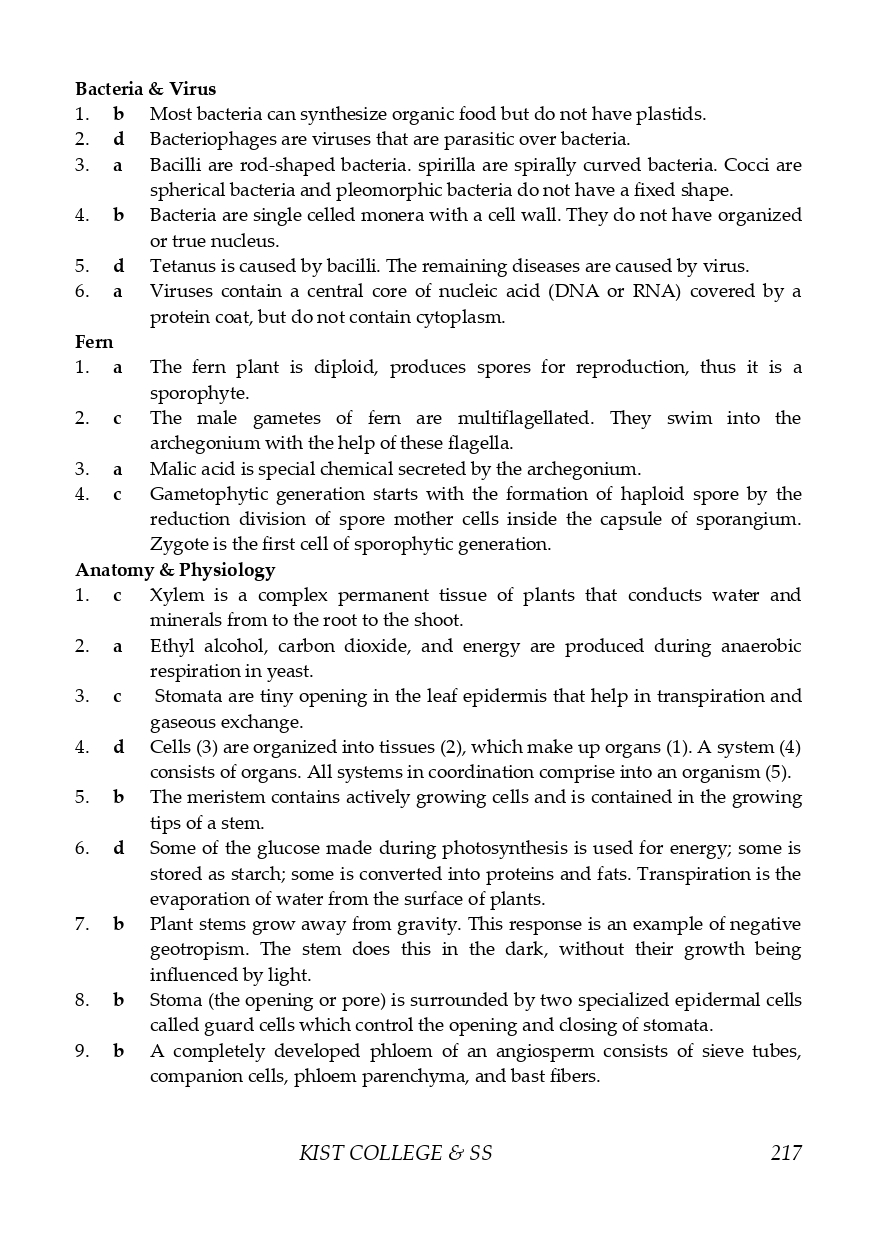 Bacteria & Virus
1. b Most bacteria can synthesize organic food but do not have plastids.
2. d Bacteriophages are viruses that are parasitic over bacteria.
3. a Bacilli are rod-shaped bacteria. spirilla are spirally curved bacteria. Cocci are
spherical bacteria and pleomorphic bacteria do not have a fixed shape.
4. b Bacteria are single celled monera with a cell wall. They do not have organized
or true nucleus.
5. d Tetanus is caused by bacilli. The remaining diseases are caused by virus.
6. a Viruses contain a central core of nucleic acid (DNA or RNA) covered by a
protein coat, but do not contain cytoplasm.
Fern
1. a The fern plant is diploid, produces spores for reproduction, thus it is a
sporophyte.
2. c The male gametes of fern are multiflagellated. They swim into the
archegonium with the help of these flagella.
3. a Malic acid is special chemical secreted by the archegonium.
4. c Gametophytic generation starts with the formation of haploid spore by the
reduction division of spore mother cells inside the capsule of sporangium.
Zygote is the first cell of sporophytic generation.
Anatomy & Physiology
1. c Xylem is a complex permanent tissue of plants that conducts water and
minerals from to the root to the shoot.
2. a Ethyl alcohol, carbon dioxide, and energy are produced during anaerobic
respiration in yeast.
3. c Stomata are tiny opening in the leaf epidermis that help in transpiration and
gaseous exchange.
4. d Cells (3) are organized into tissues (2), which make up organs (1). A system (4)
consists of organs. All systems in coordination comprise into an organism (5).
5. b The meristem contains actively growing cells and is contained in the growing
tips of a stem.
6. d Some of the glucose made during photosynthesis is used for energy; some is
stored as starch; some is converted into proteins and fats. Transpiration is the
evaporation of water from the surface of plants.
7. b Plant stems grow away from gravity. This response is an example of negative
geotropism. The stem does this in the dark, without their growth being
influenced by light.
8. b Stoma (the opening or pore) is surrounded by two specialized epidermal cells
called guard cells which control the opening and closing of stomata.
9. b A completely developed phloem of an angiosperm consists of sieve tubes,
companion cells, phloem parenchyma, and bast fibers.
KIST COLLEGE & SS 217